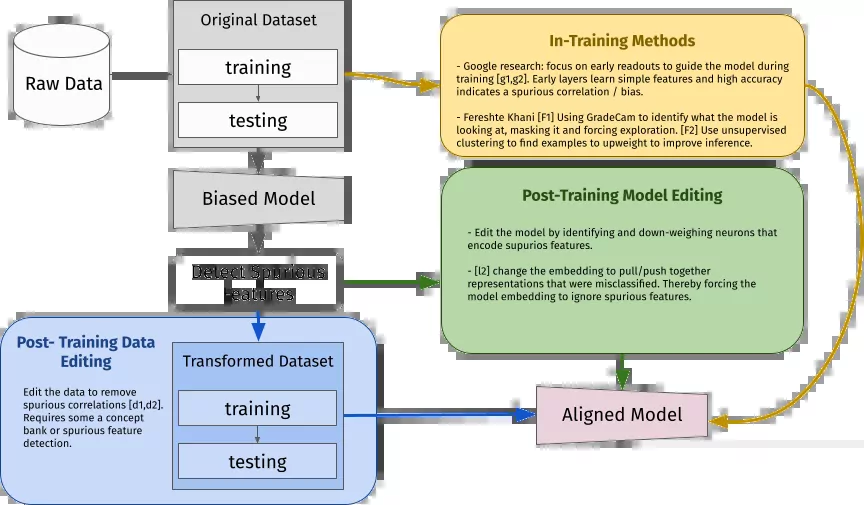 Original Dataset
Raw Data
training
testing
In-Training Methods
- Google research: focus on early readouts to guide the model during
training [g1,g2]. Early layers learn simple features and high accuracy
indicates a spurious correlation / bias.
- Fereshte Khani [F1] Using GradeCam to identify what the model is
looking at, masking it and forcing exploration. [F2] Use unsupervised
clustering to find examples to upweight to improve inference.
Biased Model
Post-Training Model Editing
- Edit the model by identifying and down-weighing neurons that
encode supurios features.
- [l2] change the embedding to pull/push together
representations that were misclassified. Thereby forcing the
model embedding to ignore spurious features.
Detect Spurious
Features
Post- Training Data
Editing
Edit the data to remove
spurious correlations [d1,d2].
Requires some a concept
bank or spurious feature
detection.
Transformed Dataset
training
testing
Aligned Model